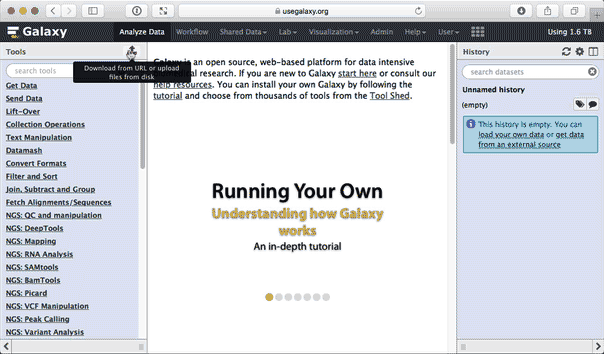 usegalaxy.org
Galaxy
Analyze Data
Workflow
Shared Data
Lab
Visualization
Admin
Help
User
Using 1.6 TB
Tools
Download from URL or upload
files from disk
search tools
Get Data
Send Data
Lift-Over
Collection Operations
Text Manipulation
Datamash
Convert Formats
Filter and Sort
Join, Subtract and Group
Fetch Alignments/Sequences
NGS: QC and manipulation
NGS: DeepTools
NGS: Mapping
NGS: RNA Analysis
NGS: SAMtools
NGS: BamTools
NGS: Picard
NGS: VCF Manipulation
NGS: Peak Calling
NGS: Variant Analysis
is an open source, web-based platform for data intensive
research. If you are new to Galaxy start here or consult our
help resources. You can install your own Galaxy by following the
tutorial and choose from thousands of tools from the Tool Shed.
Running Your Own
Understanding how Galaxy
works
An in-depth tutorial
History
search datasets
Unnamed history
(empty)
This history is empty. You can
load your own data or get data
from an external source